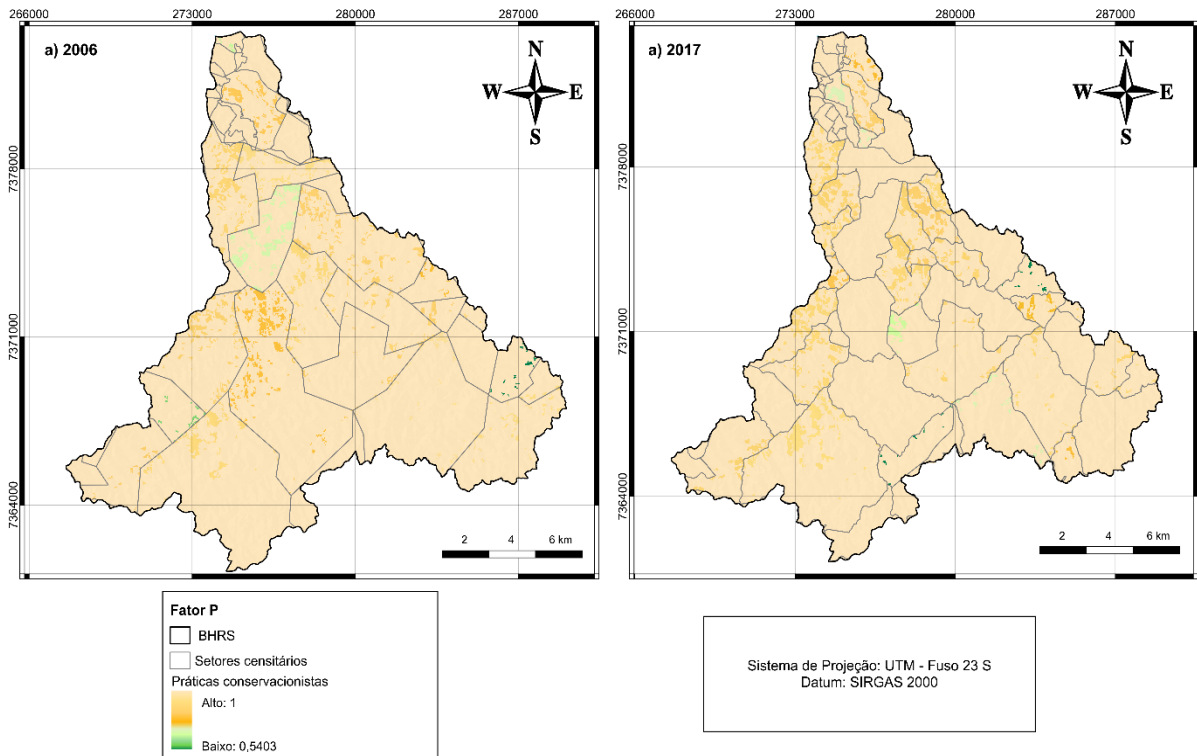 266000 273000 280000 287000
a) 2006
N
W E
S
7378000
7371000
7364000
2 4 6 km
266000 273000 280000 287000
a) 2017
N
W E
S
7378000
7371000
7364000
2 4 6 km
Fator P
BHRS
Setores censitários
Práticas conservacionistas
Alto: 1
Baixo: 0,5403
Sistema de Projeção: UTM - Fuso 23 S
Datum: SIRGAS 2000